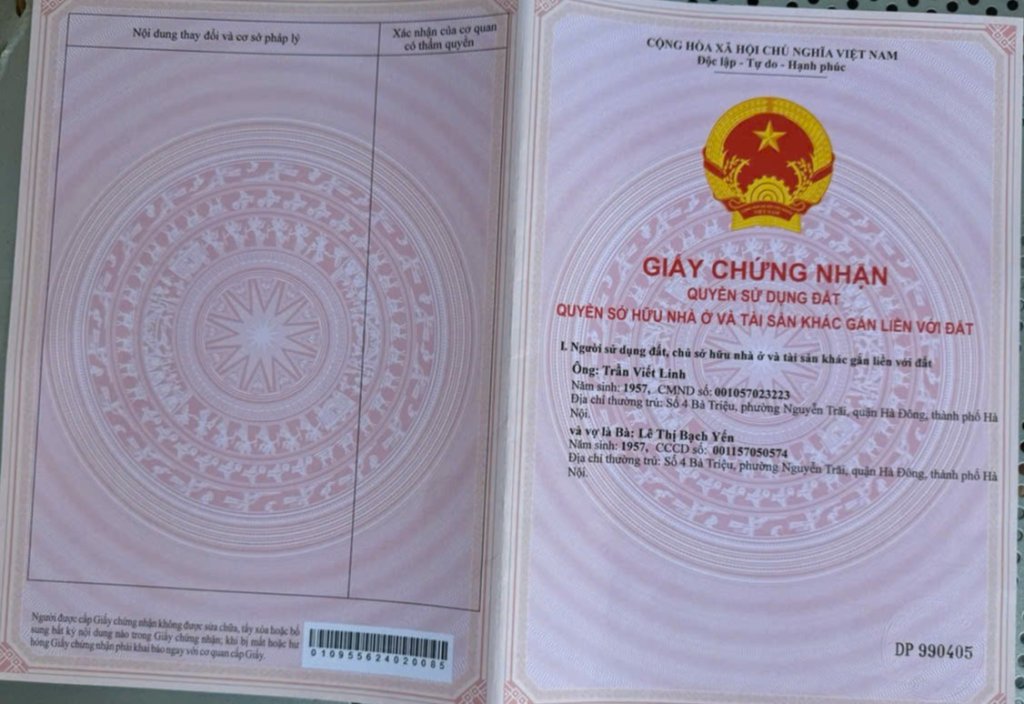 Nội dung thay đổi và cơ sở pháp lý
Xác nhận của cơ quan
có thẩm quyền
Người được cấp Giấy chứng nhận không được sửa chữa, tẩy xóa hoặc bổ
sung bất kỳ nội dung nào trong Giấy chứng nhận; khi bị mất hoặc hư
hỏng Giấy chứng nhận phải khai báo ngay với cơ quan cấp Giấy.
010955624020085
CỘNG HÒA XÃ HỘI CHỦ NGHĨA VIỆT NAM
Độc lập - Tự do - Hạnh phúc
VIỆT NAM
GIẤY CHỨNG NHẬN
QUYỀN SỬ DỤNG ĐẤT
QUYỀN SỞ HỮU NHÀ Ở VÀ TÀI SẢN KHÁC GẮN LIỀN VỚI ĐẤT
I. Người sử dụng đất, chủ sở hữu nhà ở và tài sản khác gắn liền với đất
Ông: Trần Viết Linh
Năm sinh: 1957, CMND số: 001057023223
Địa chỉ thường trú: Số 4 Bà Triệu, phường Nguyễn Trãi, quận Hà Đông, thành phố Hà
Nội.
và vợ là Bà: Lê Thị Bạch Yến
Năm sinh: 1957, CCCD số: 001157050574
Địa chỉ thường trú: Số 4 Bà Triệu, phường Nguyễn Trãi, quận Hà Đông, thành phố Hà
Nội.
DP 990405